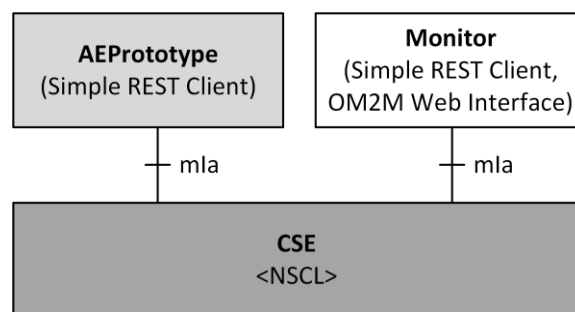 AEPrototype
(Simple REST Client)
Monitor
(Simple REST Client,
OM2M Web Interface)
mIa
mIa
CSE
<NSCL>